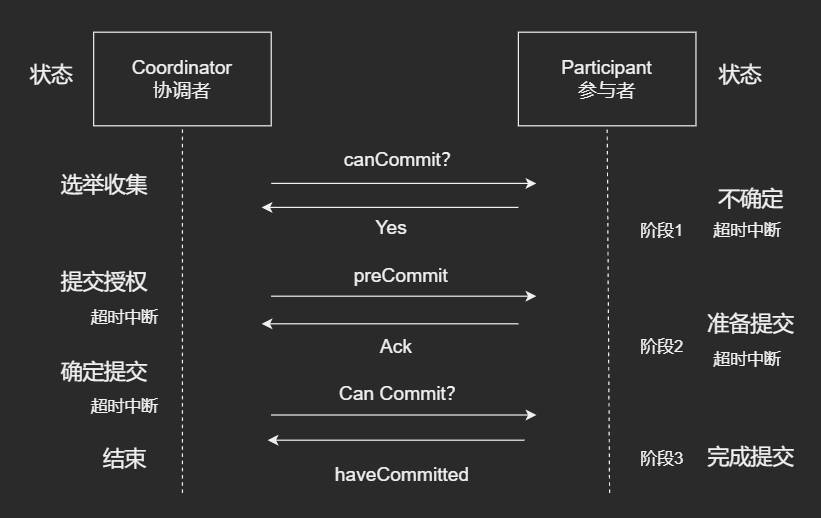 状态
Coordinator
协调者
Participant
参与者
状态
canCommit?
选举收集
不确定
Yes
阶段1
超时中断
提交授权
preCommit
超时中断
准备提交
Ack
阶段2
超时中断
确定提交
Can Commit?
超时中断
结束
阶段3
完成提交
haveCommitted